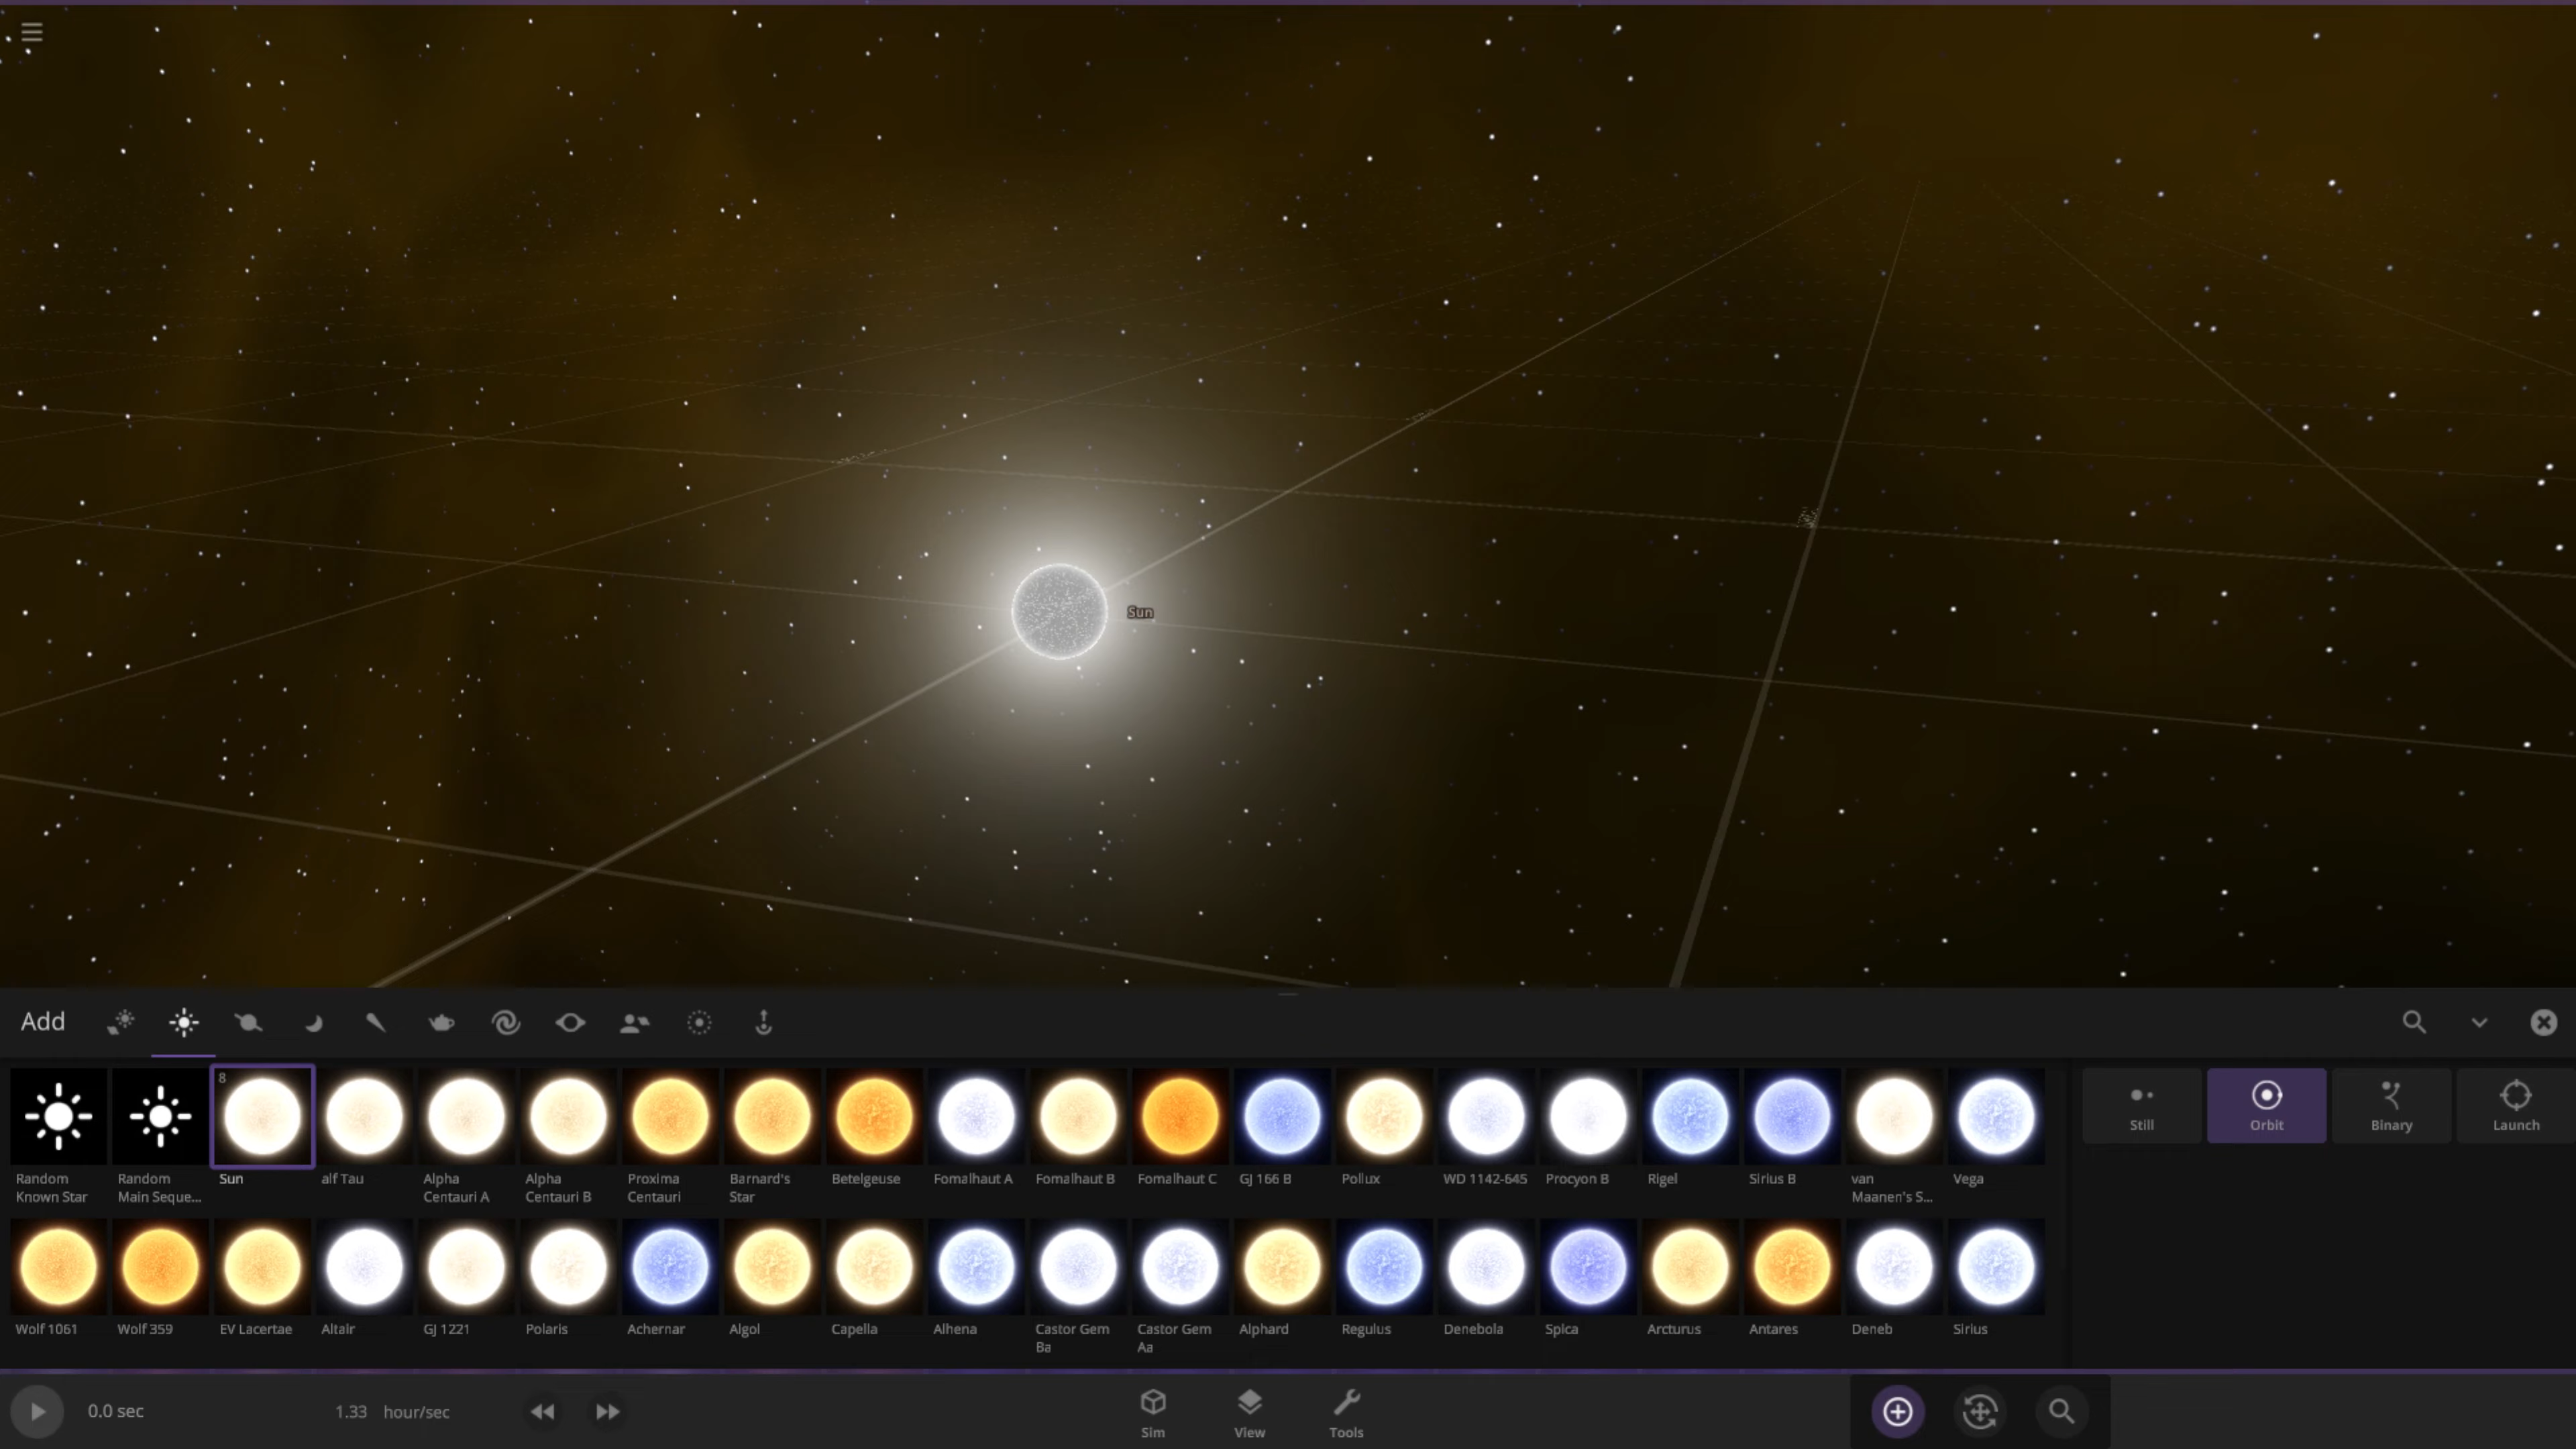 Sun
Add
8
Random Known Star
Random Main Seque...
Sun
alf Tau
Alpha Centauri A
Alpha Centauri B
Proxima Centauri
Barnard's Star
Betelgeuse
Fomalhaut A
Fomalhaut B
Fomalhaut C
GJ 166 B
Pollux
WD 1142-645
Procyon B
Rigel
Sirius B
van Maanen's S...
Vega
Still
Orbit
Binary
Launch
Wolf 1061
Wolf 359
EV Lacertae
Altair
GJ 1221
Polaris
Achernar
Algol
Capella
Alhena
Castor Gem Ba
Castor Gem Aa
Alphard
Regulus
Denebola
Spica
Arcturus
Antares
Deneb
Sirius
0.0 sec
1.33 hour/sec
Sim
View
Tools